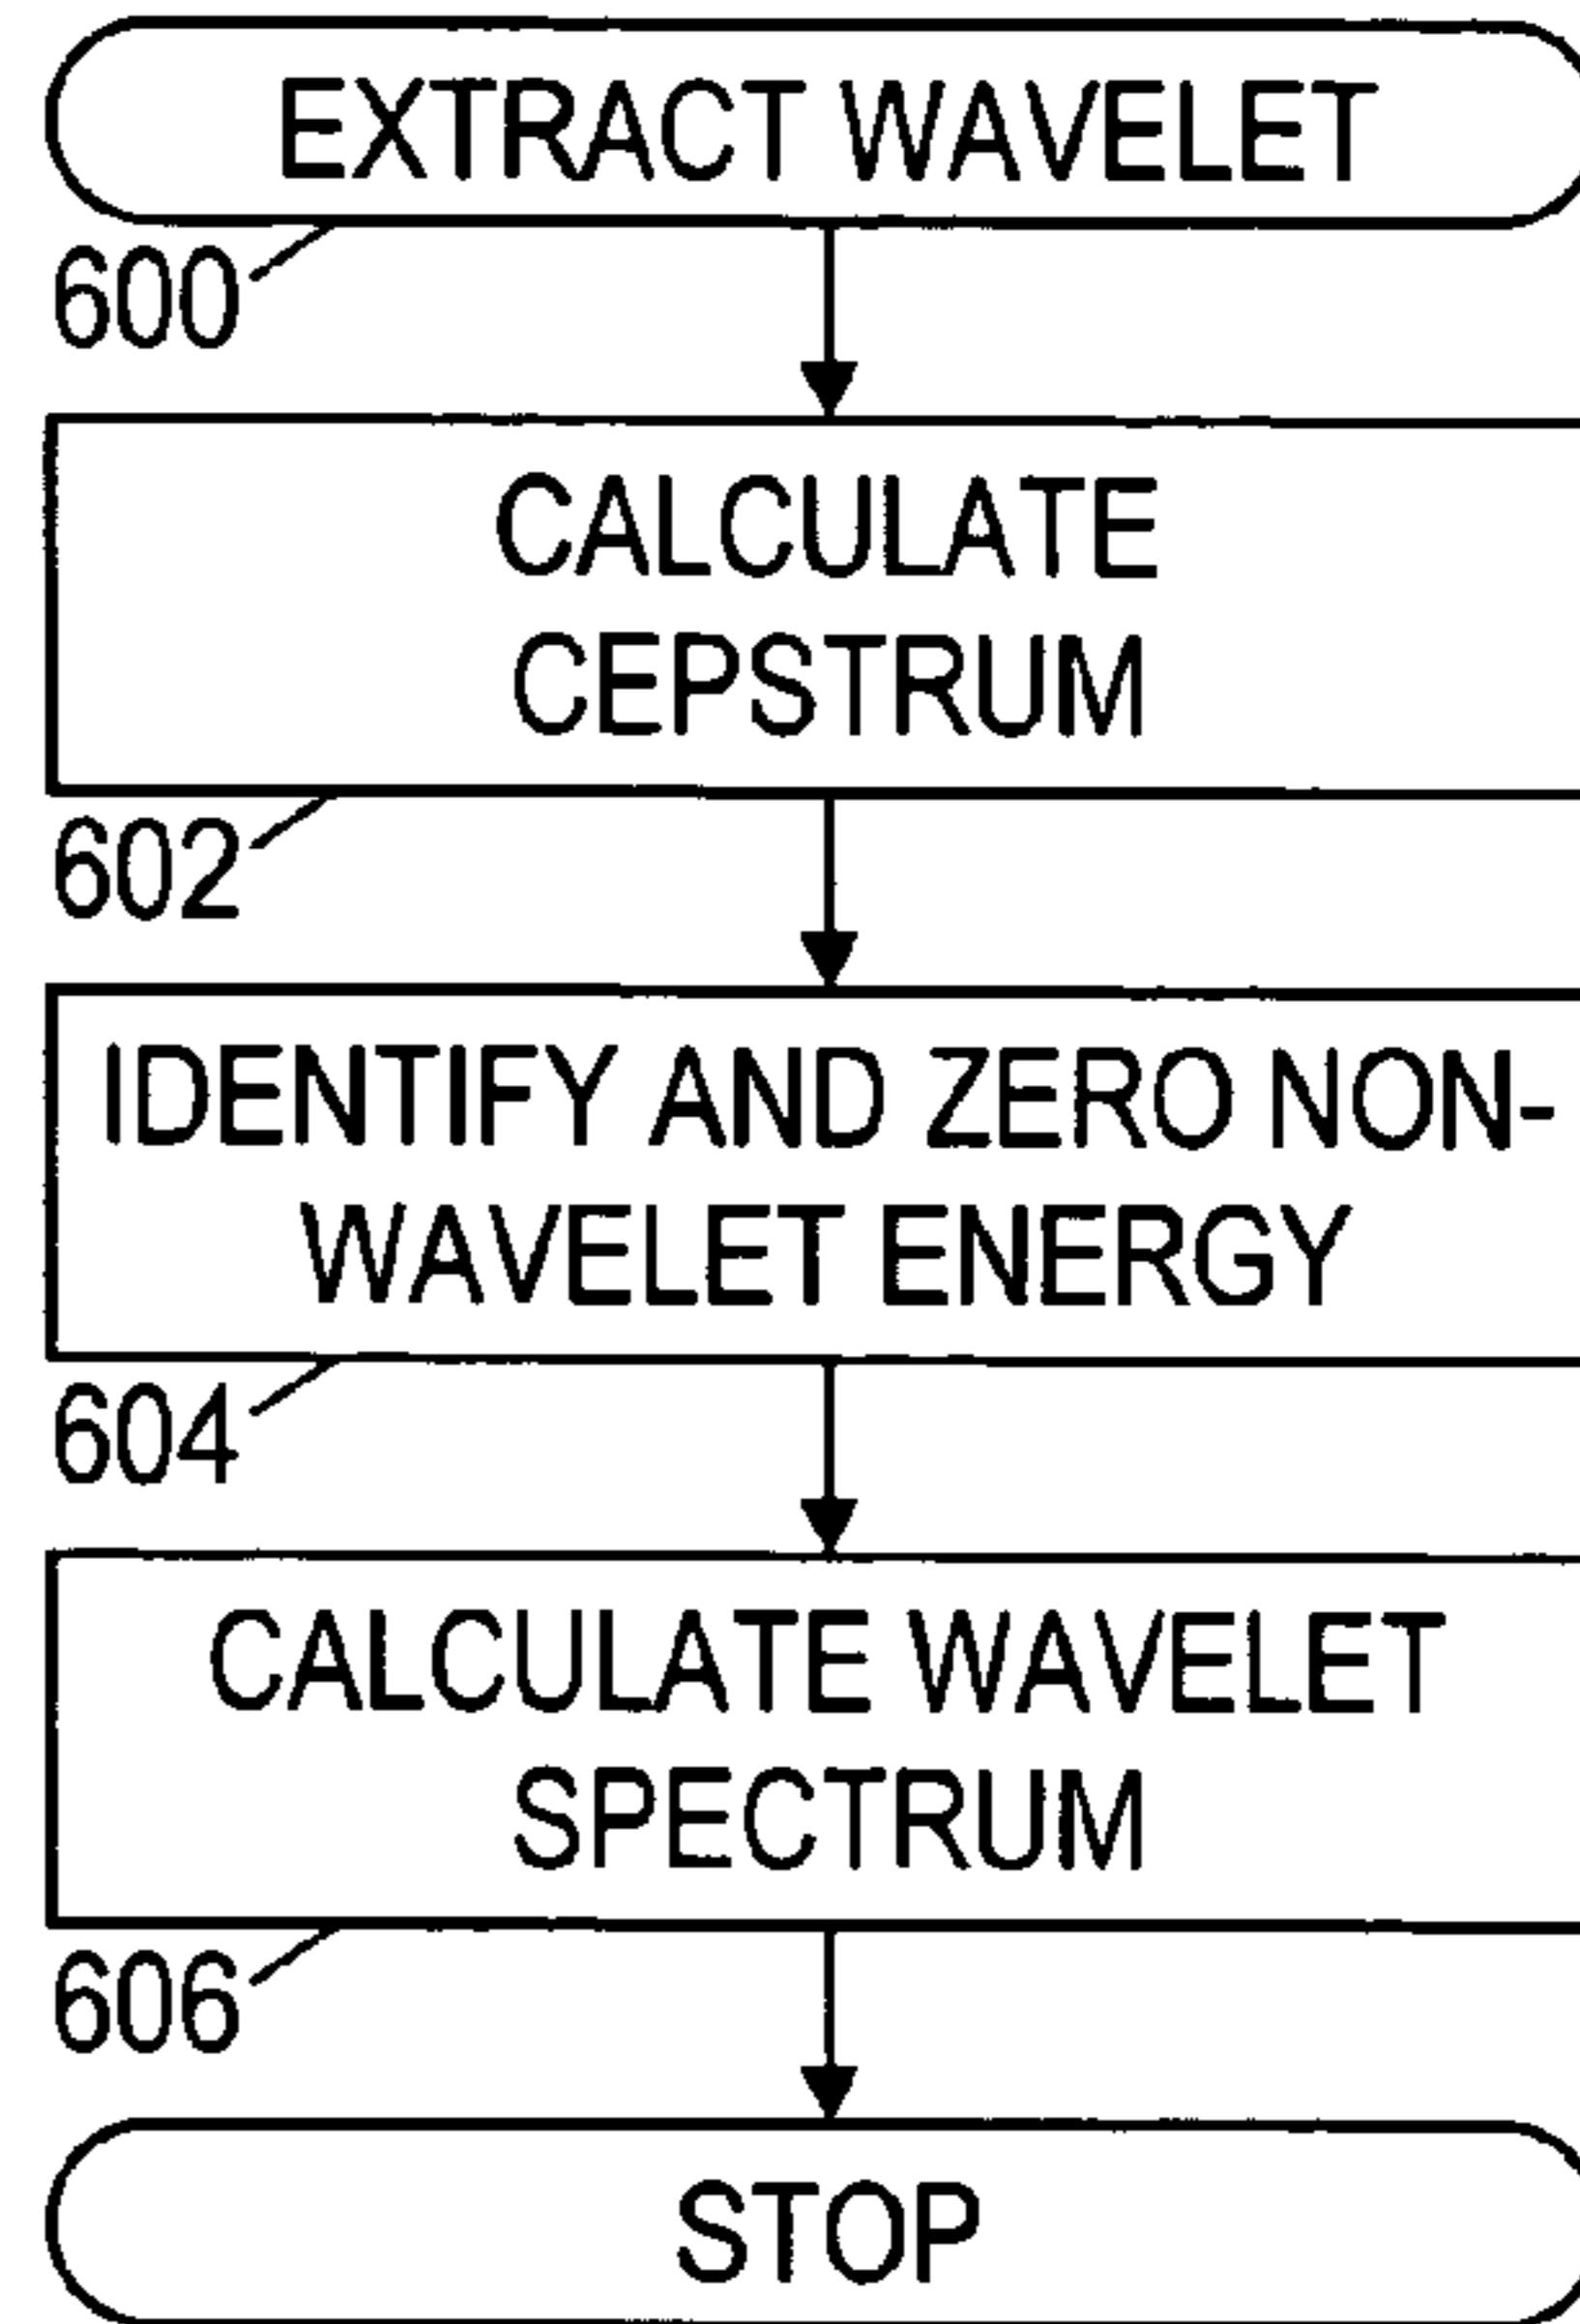 EXTRACT WAVELET
600
CALCULATE
CEPSTRUM
602
IDENTIFY AND ZERO NON-
WAVELET ENERGY
604
CALCULATE WAVELET
SPECTRUM
606
STOP